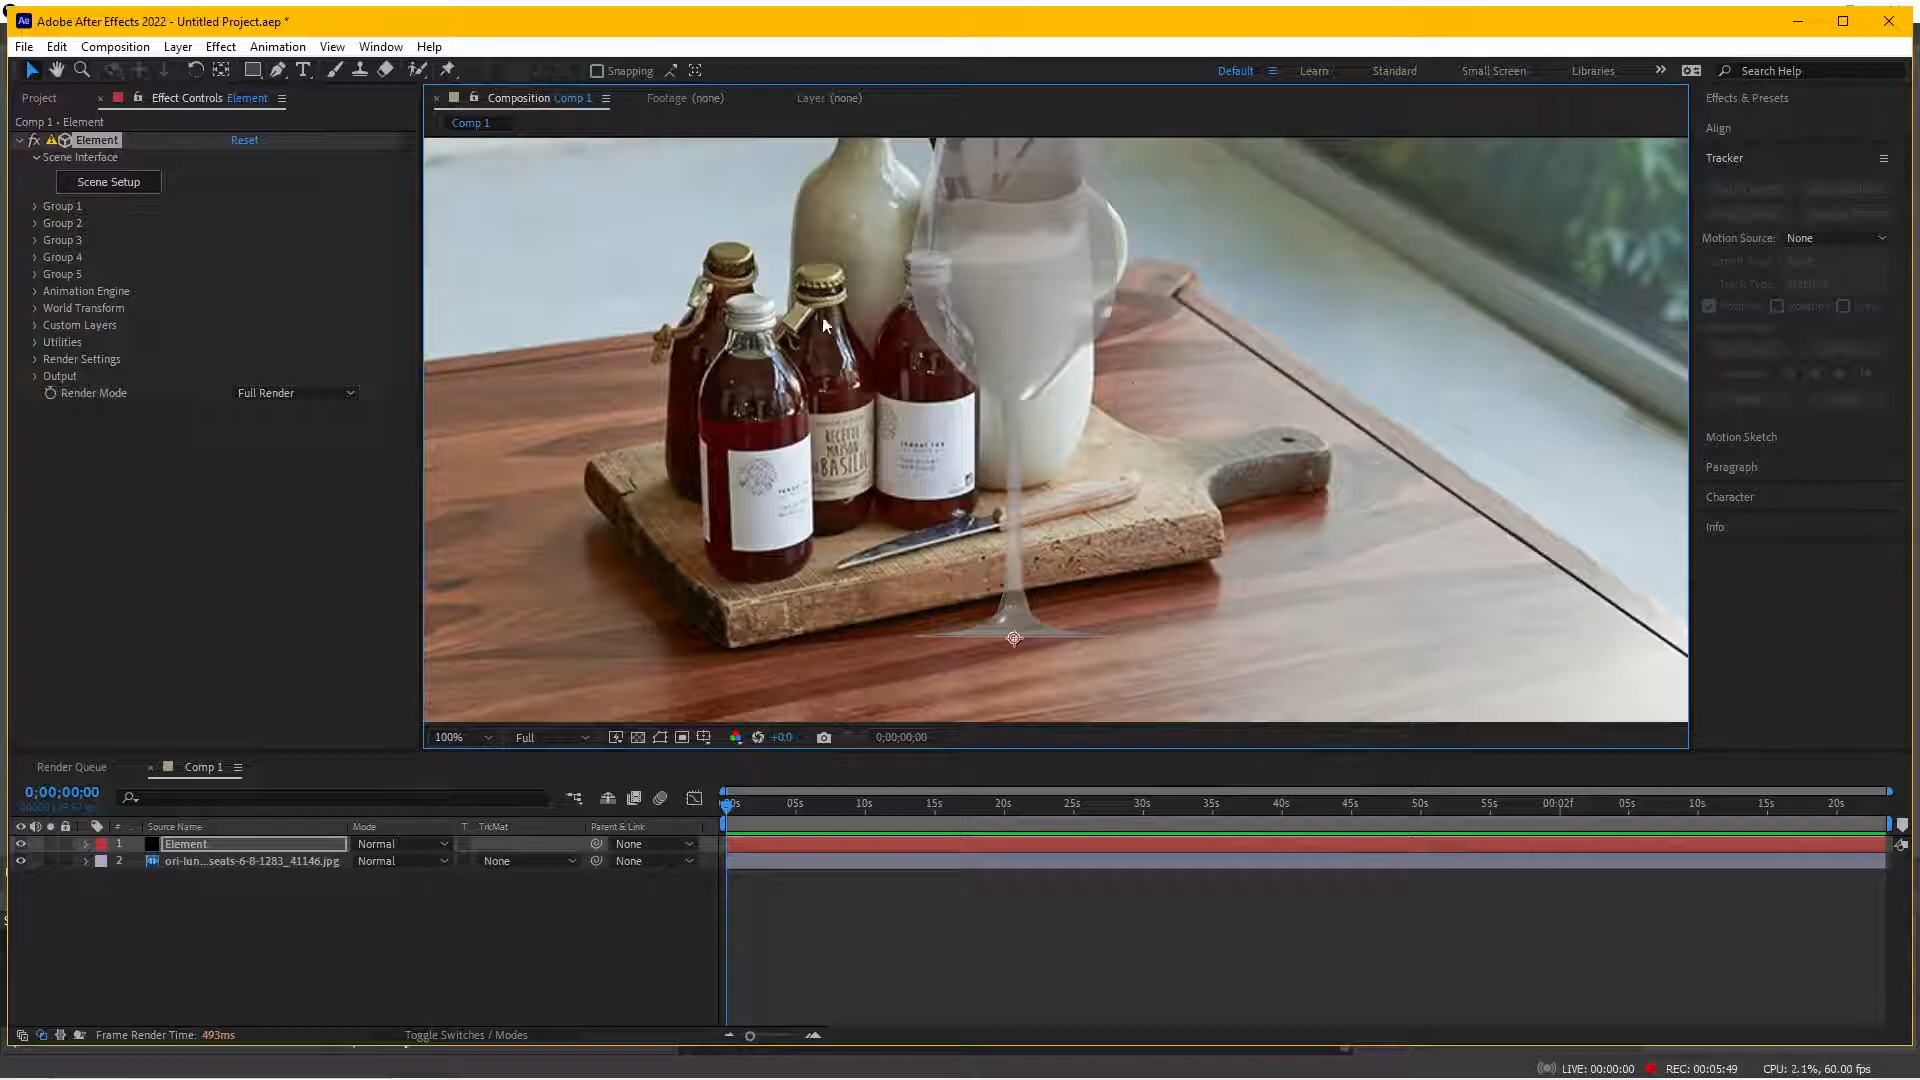 Adobe After Effects 2022 - Untitled Project.aep *
File Edit Composition Layer Effect Animation View Window Help
Snapping
Default Learn Standard Small Screen Libraries Search Help
Project Effect Controls Element
Composition Comp 1 Footage (none) Layer (none)
Comp 1 • Element
Comp 1
fx Element Reset
Scene Interface
Scene Setup
Group 1
Group 2
Group 3
Group 4
Group 5
Animation Engine
World Transform
Custom Layers
Utilities
Render Settings
Output
Render Mode Full Render
RECETTE
MAISON
BASILIC
Effects & Presets
Align
Tracker
Motion Source: None
Motion Sketch
Paragraph
Character
Info
100% Full +0,0 0;00;00;00
Render Queue Comp 1
0;00;00;00
05s 10s 15s 20s 25s 30s 35s 40s 45s 50s 55s 00:02f 05s 10s 15s 20s
# Source Name Mode T TrkMat Parent & Link
1 Element Normal None
2 ori-lun...seats-6-8-1283_41146.jpg Normal None None
Frame Render Time: 493ms Toggle Switches / Modes
LIVE: 00:00:00 REC: 00:05:49 CPU: 2.1%, 60.00 fps